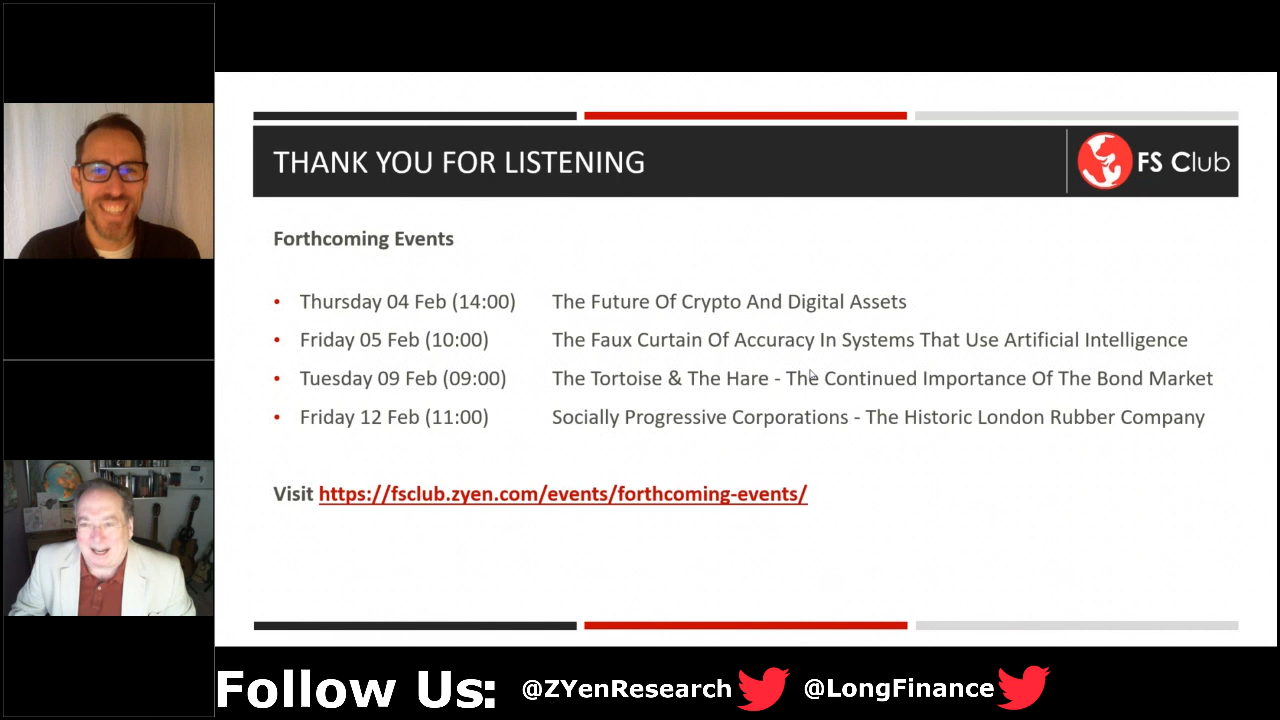 THANK YOU FOR LISTENING
FS Club
Forthcoming Events
• Thursday 04 Feb (14:00) The Future Of Crypto And Digital Assets
• Friday 05 Feb (10:00) The Faux Curtain Of Accuracy In Systems That Use Artificial Intelligence
• Tuesday 09 Feb (09:00) The Tortoise & The Hare - The Continued Importance Of The Bond Market
• Friday 12 Feb (11:00) Socially Progressive Corporations - The Historic London Rubber Company
Visit https://fsclub.zyen.com/events/forthcoming-events/
Follow Us: @ZYenResearch @LongFinance